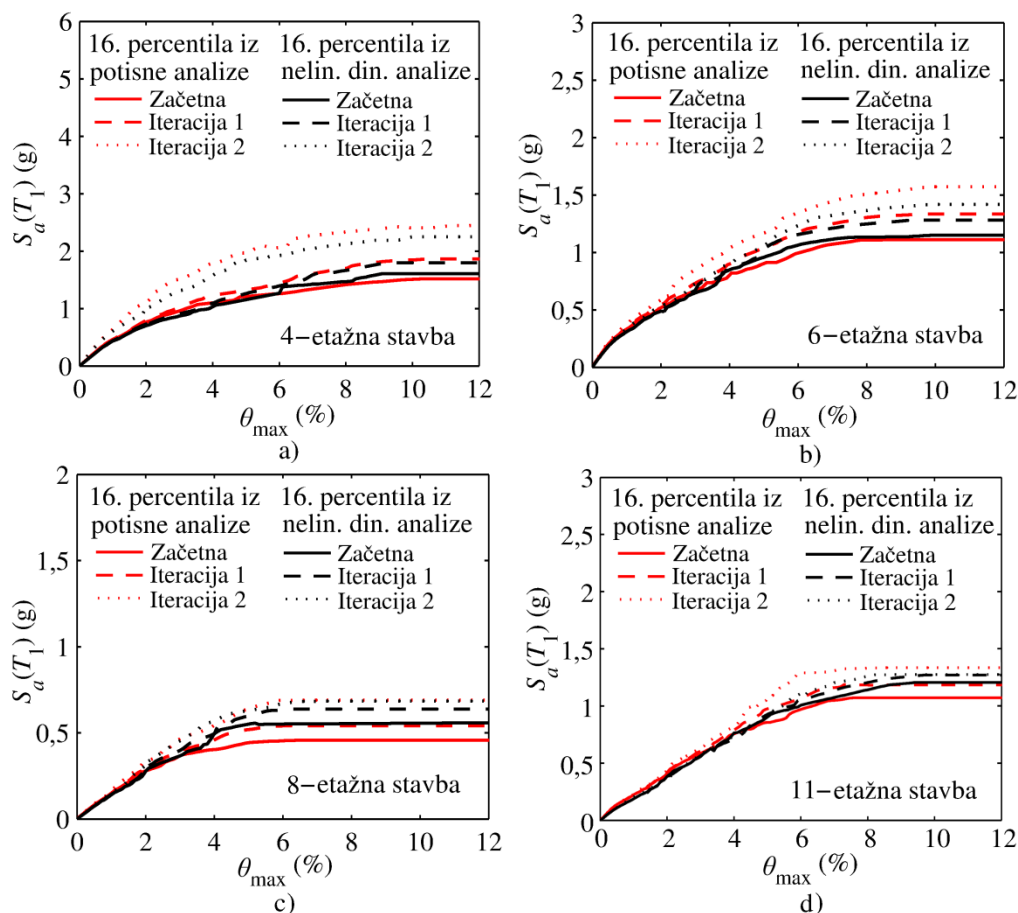 6
5
4
3
2
1
0
0 2 4 6 8 10 12
S_a(T_1) (g)
θ_max (%)
16. percentila iz
potisne analize
Začetna
Iteracija 1
Iteracija 2
16. percentila iz
nelin. din. analize
Začetna
Iteracija 1
Iteracija 2
4−etažna stavba
a)
3
2,5
2
1,5
1
0,5
0
0 2 4 6 8 10 12
S_a(T_1) (g)
θ_max (%)
16. percentila iz
potisne analize
Začetna
Iteracija 1
Iteracija 2
16. percentila iz
nelin. din. analize
Začetna
Iteracija 1
Iteracija 2
6−etažna stavba
b)
2
1,5
1
0,5
0
0 2 4 6 8 10 12
S_a(T_1) (g)
θ_max (%)
16. percentila iz
potisne analize
Začetna
Iteracija 1
Iteracija 2
16. percentila iz
nelin. din. analize
Začetna
Iteracija 1
Iteracija 2
8−etažna stavba
c)
3
2,5
2
1,5
1
0,5
0
0 2 4 6 8 10 12
S_a(T_1) (g)
θ_max (%)
16. percentila iz
potisne analize
Začetna
Iteracija 1
Iteracija 2
16. percentila iz
nelin. din. analize
Začetna
Iteracija 1
Iteracija 2
11−etažna stavba
d)